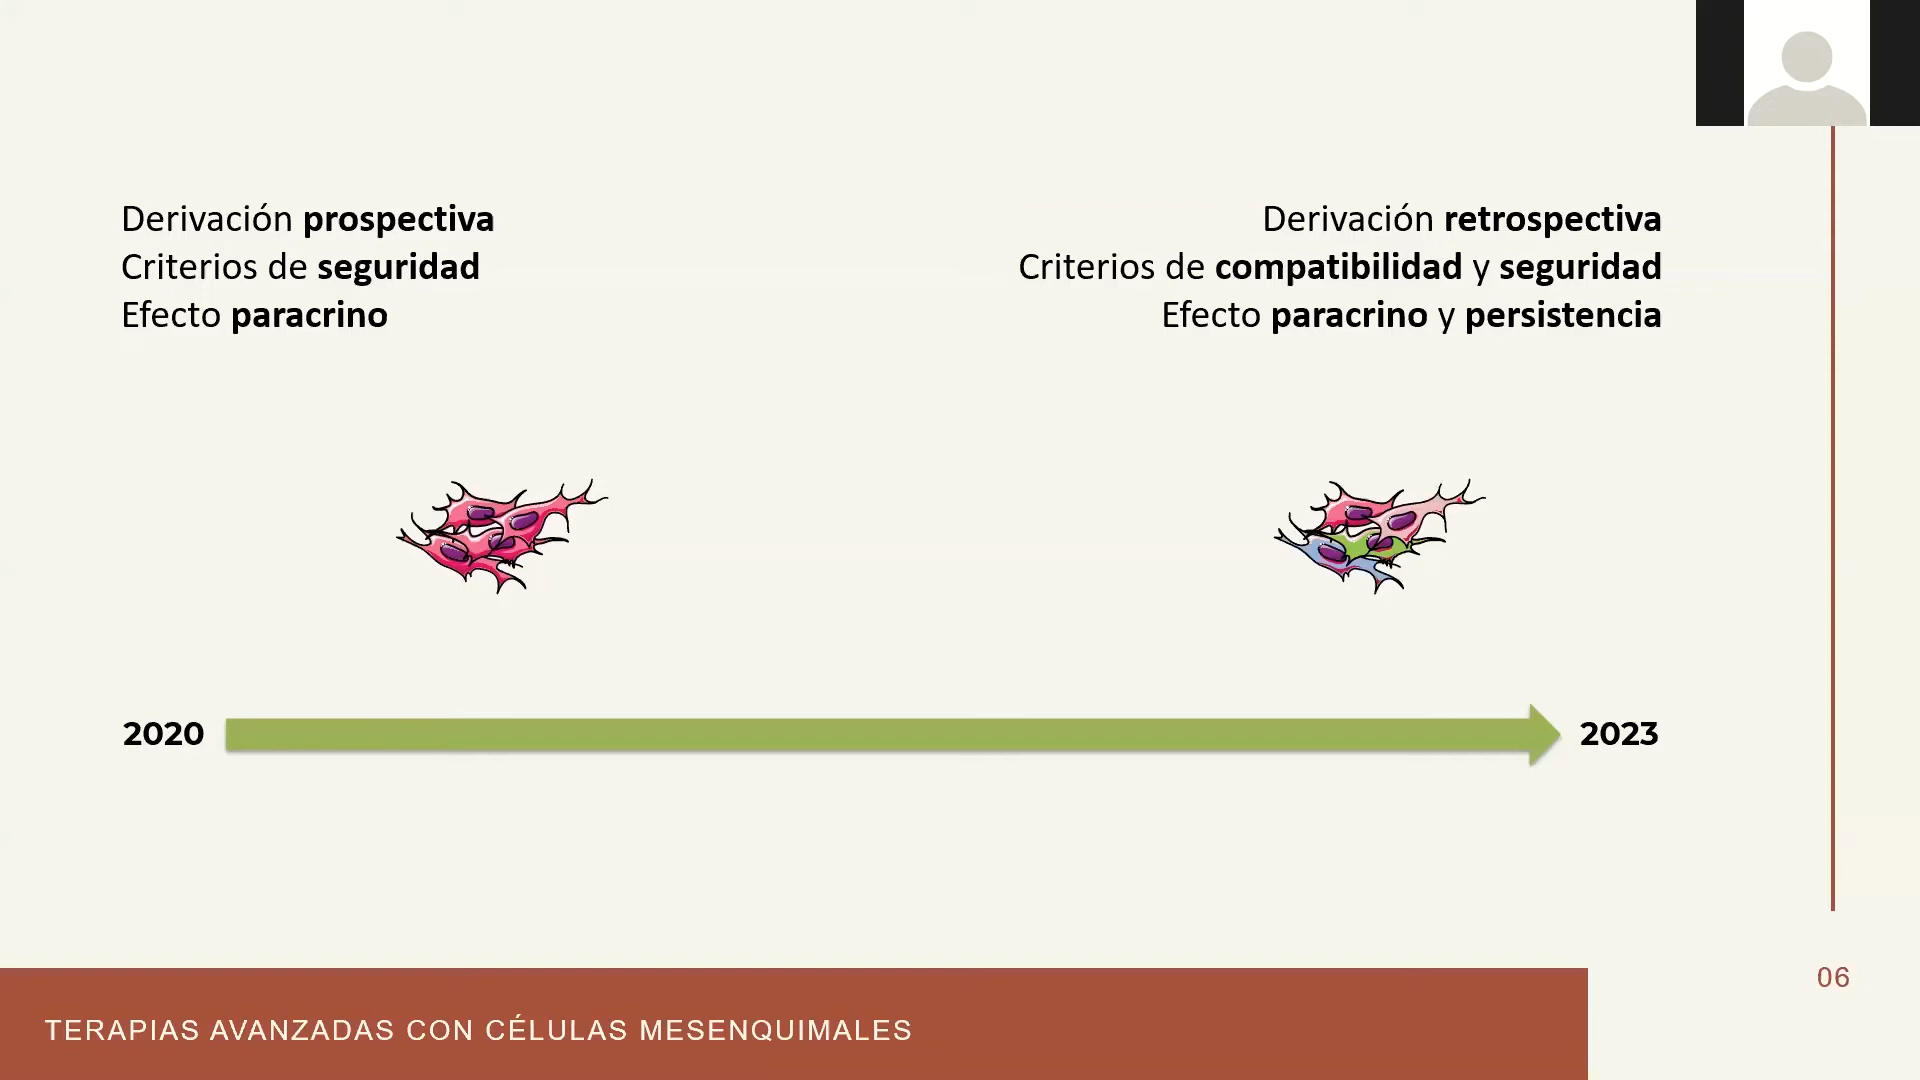 Derivación prospectiva
Criterios de seguridad
Efecto paracrino
Derivación retrospectiva
Criterios de compatibilidad y seguridad
Efecto paracrino y persistencia
2020
2023
06
TERAPIAS AVANZADAS CON CÉLULAS MESENQUIMALES